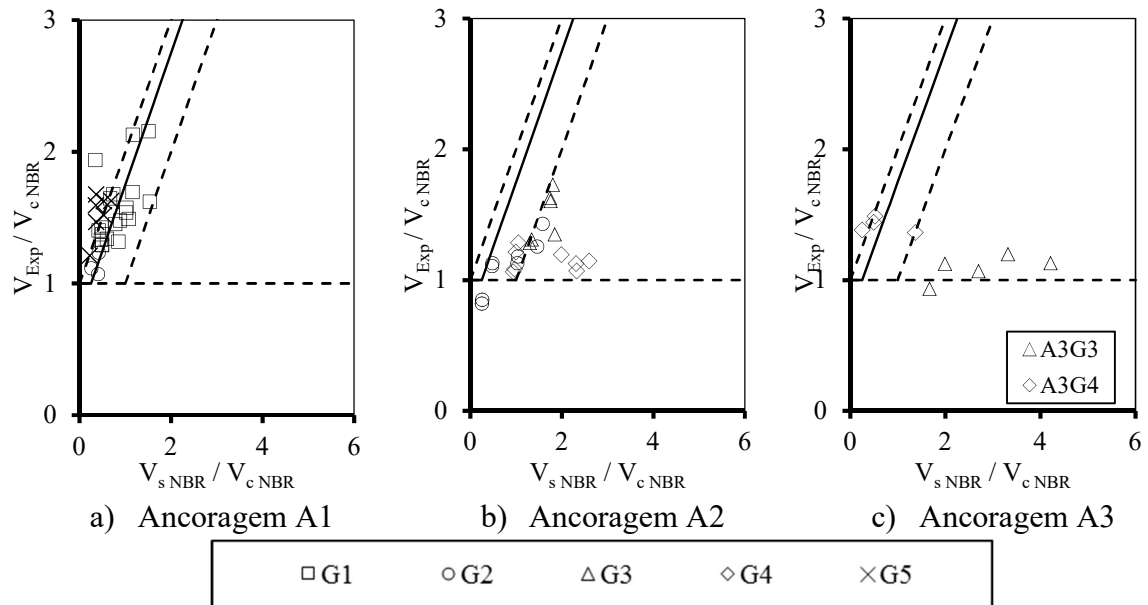 3
2
1
0
0
2
4
6
V_Exp / V_c NBR
V_s NBR / V_c NBR
a) Ancoragem A1
3
2
1
0
0
2
4
6
V_Exp / V_c NBR
V_s NBR / V_c NBR
b) Ancoragem A2
3
2
1
0
0
2
4
6
V_Exp / V_c NBR
A3G3
A3G4
V_s NBR / V_c NBR
c) Ancoragem A3
G1 G2 G3 G4 G5